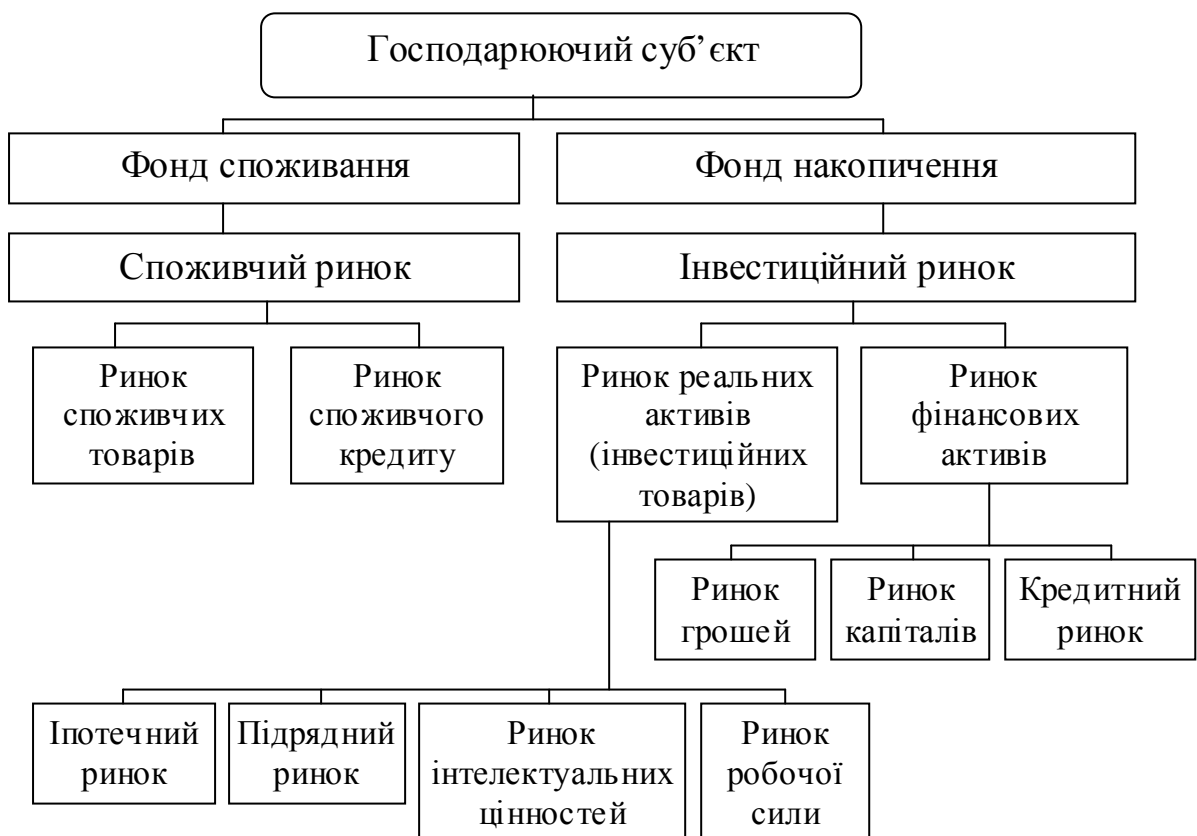 Господарюючий суб’єкт
Фонд споживання
Фонд накопичення
Споживчий ринок
Інвестиційний ринок
Ринок
споживчих
товарів
Ринок
споживчого
кредиту
Ринок реальних
активів
(інвестиційних
товарів)
Ринок
фінансових
активів
Ринок
грошей
Ринок
капіталів
Кредитний
ринок
Іпотечний
ринок
Підрядний
ринок
Ринок
інтелектуальних
цінностей
Ринок
робочої
сили